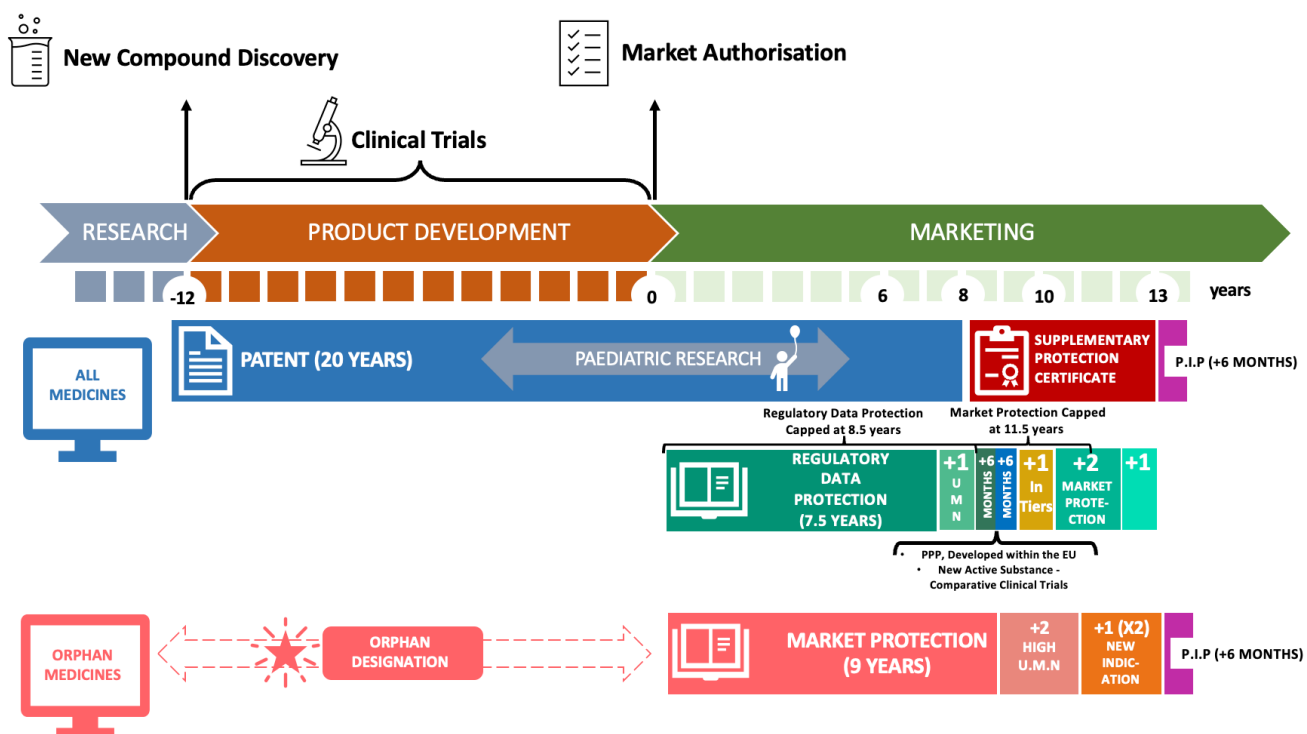 New Compound Discovery
Market Authorisation
Clinical Trials
RESEARCH
PRODUCT DEVELOPMENT
MARKETING
-12
0
6
8
10
13
years
ALL
MEDICINES
PATENT (20 YEARS)
PAEDIATRIC RESEARCH
SUPPLEMENTARY
PROTECTION
CERTIFICATE
P.I.P (+6 MONTHS)
Regulatory Data Protection
Capped at 8.5 years
Market Protection Capped
at 11.5 years
REGULATORY
DATA
PROTECTION
(7.5 YEARS)
+1
U
M
N
+6
MONTHS
+6
MONTHS
+1
In
Tiers
+2
MARKET
PROTE-
CTION
+1
• PPP, Developed within the EU
• New Active Substance -
Comparative Clinical Trials
ORPHAN
MEDICINES
ORPHAN
DESIGNATION
MARKET PROTECTION
(9 YEARS)
+2
HIGH
U.M.N
+1 (X2)
NEW
INDIC-
ATION
P.I.P (+6 MONTHS)